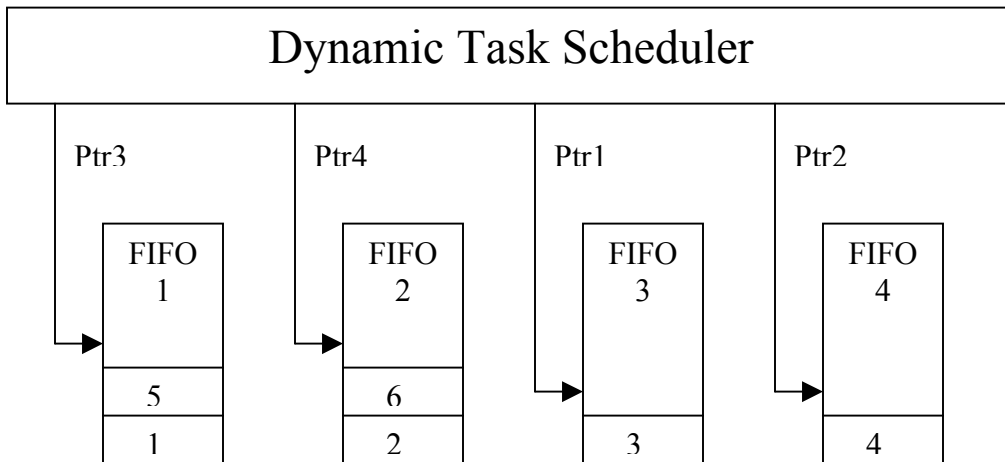 Dynamic Task Scheduler
Ptr3 Ptr4 Ptr1 Ptr2
FIFO FIFO FIFO FIFO
1 2 3 4
5 6
1 2 3 4